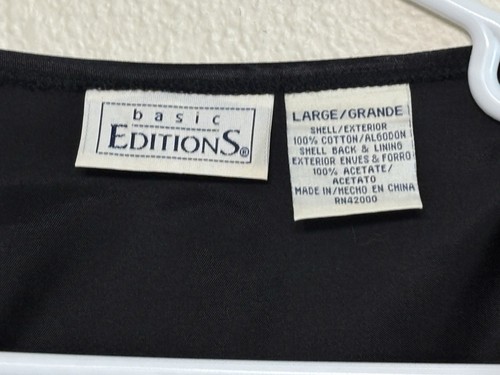 basic
EDITIONS®
LARGE/GRANDE
SHELL/EXTERIOR
100% COTTON/ALGODON
SHELL BACK & LINING
EXTERIOR ENVES & FORRO
100% ACETATE/
ACETATO
MADE IN/HECHO EN CHINA
RN42000